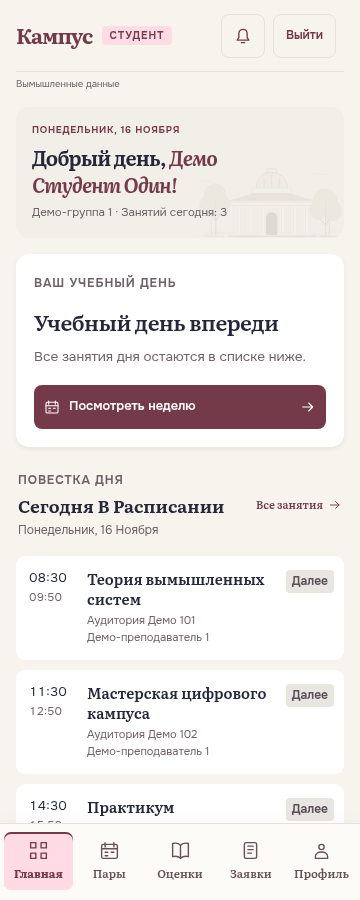 Кампус СТУДЕНТ
Выйти
Вымышленные данные
ПОНЕДЕЛЬНИК, 16 НОЯБРЯ
Добрый день, Демо
Студент Один!
Демо-группа 1 · Занятий сегодня: 3
ВАШ УЧЕБНЫЙ ДЕНЬ
Учебный день впереди
Все занятия дня остаются в списке ниже.
Посмотреть неделю
ПОВЕСТКА ДНЯ
Сегодня В Расписании
Все занятия
Понедельник, 16 Ноября
08:30
09:50
Теория вымышленных
систем
Аудитория Демо 101
Демо-преподаватель 1
Далее
11:30
12:50
Мастерская цифрового
кампуса
Аудитория Демо 102
Демо-преподаватель 1
Далее
14:30
Практикум
Далее
Главная
Пары
Оценки
Заявки
Профиль